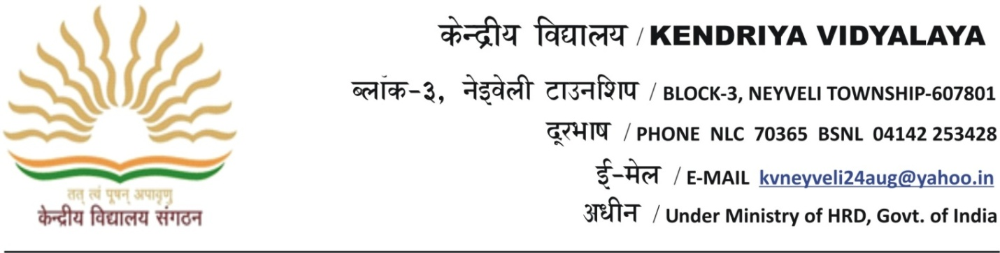 केन्द्रीय विद्यालय / KENDRIYA VIDYALAYA
ब्लॉक-३, नेइवेली टाउनशिप / BLOCK-3, NEYVELI TOWNSHIP-607801
दूरभाष / PHONE NLC 70365 BSNL 04142 253428
ई-मेल / E-MAIL kvneyveli24aug@yahoo.in
अधीन / Under Ministry of HRD, Govt. of India
तत् त्वं पूषन् अपावृणु
केन्द्रीय विद्यालय संगठन